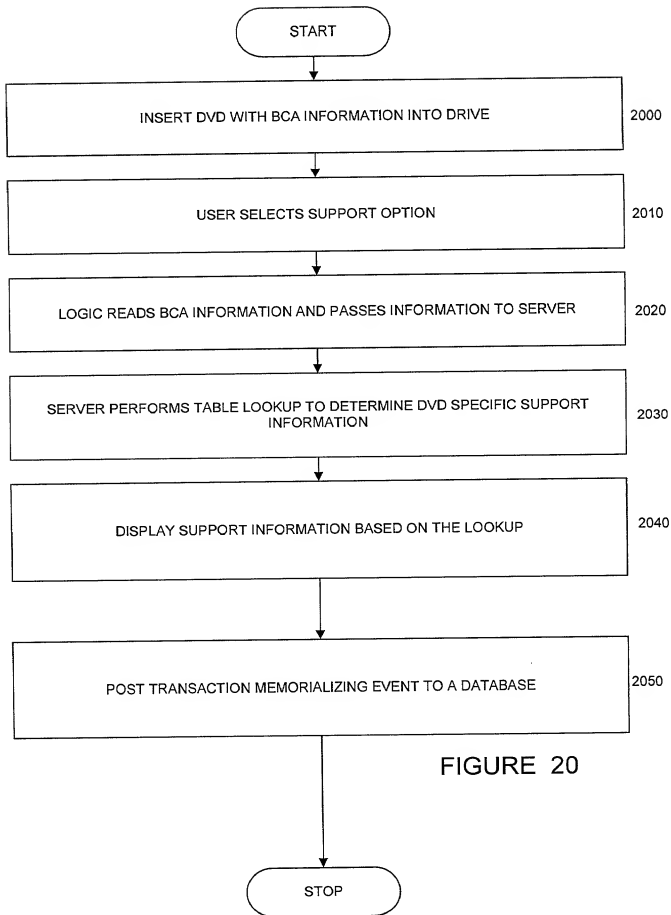 START
INSERT DVD WITH BCA INFORMATION INTO DRIVE
2000
USER SELECTS SUPPORT OPTION
2010
LOGIC READS BCA INFORMATION AND PASSES INFORMATION TO SERVER
2020
SERVER PERFORMS TABLE LOOKUP TO DETERMINE DVD SPECIFIC SUPPORT
INFORMATION
2030
DISPLAY SUPPORT INFORMATION BASED ON THE LOOKUP
2040
POST TRANSACTION MEMORIALIZING EVENT TO A DATABASE
2050
FIGURE 20
STOP